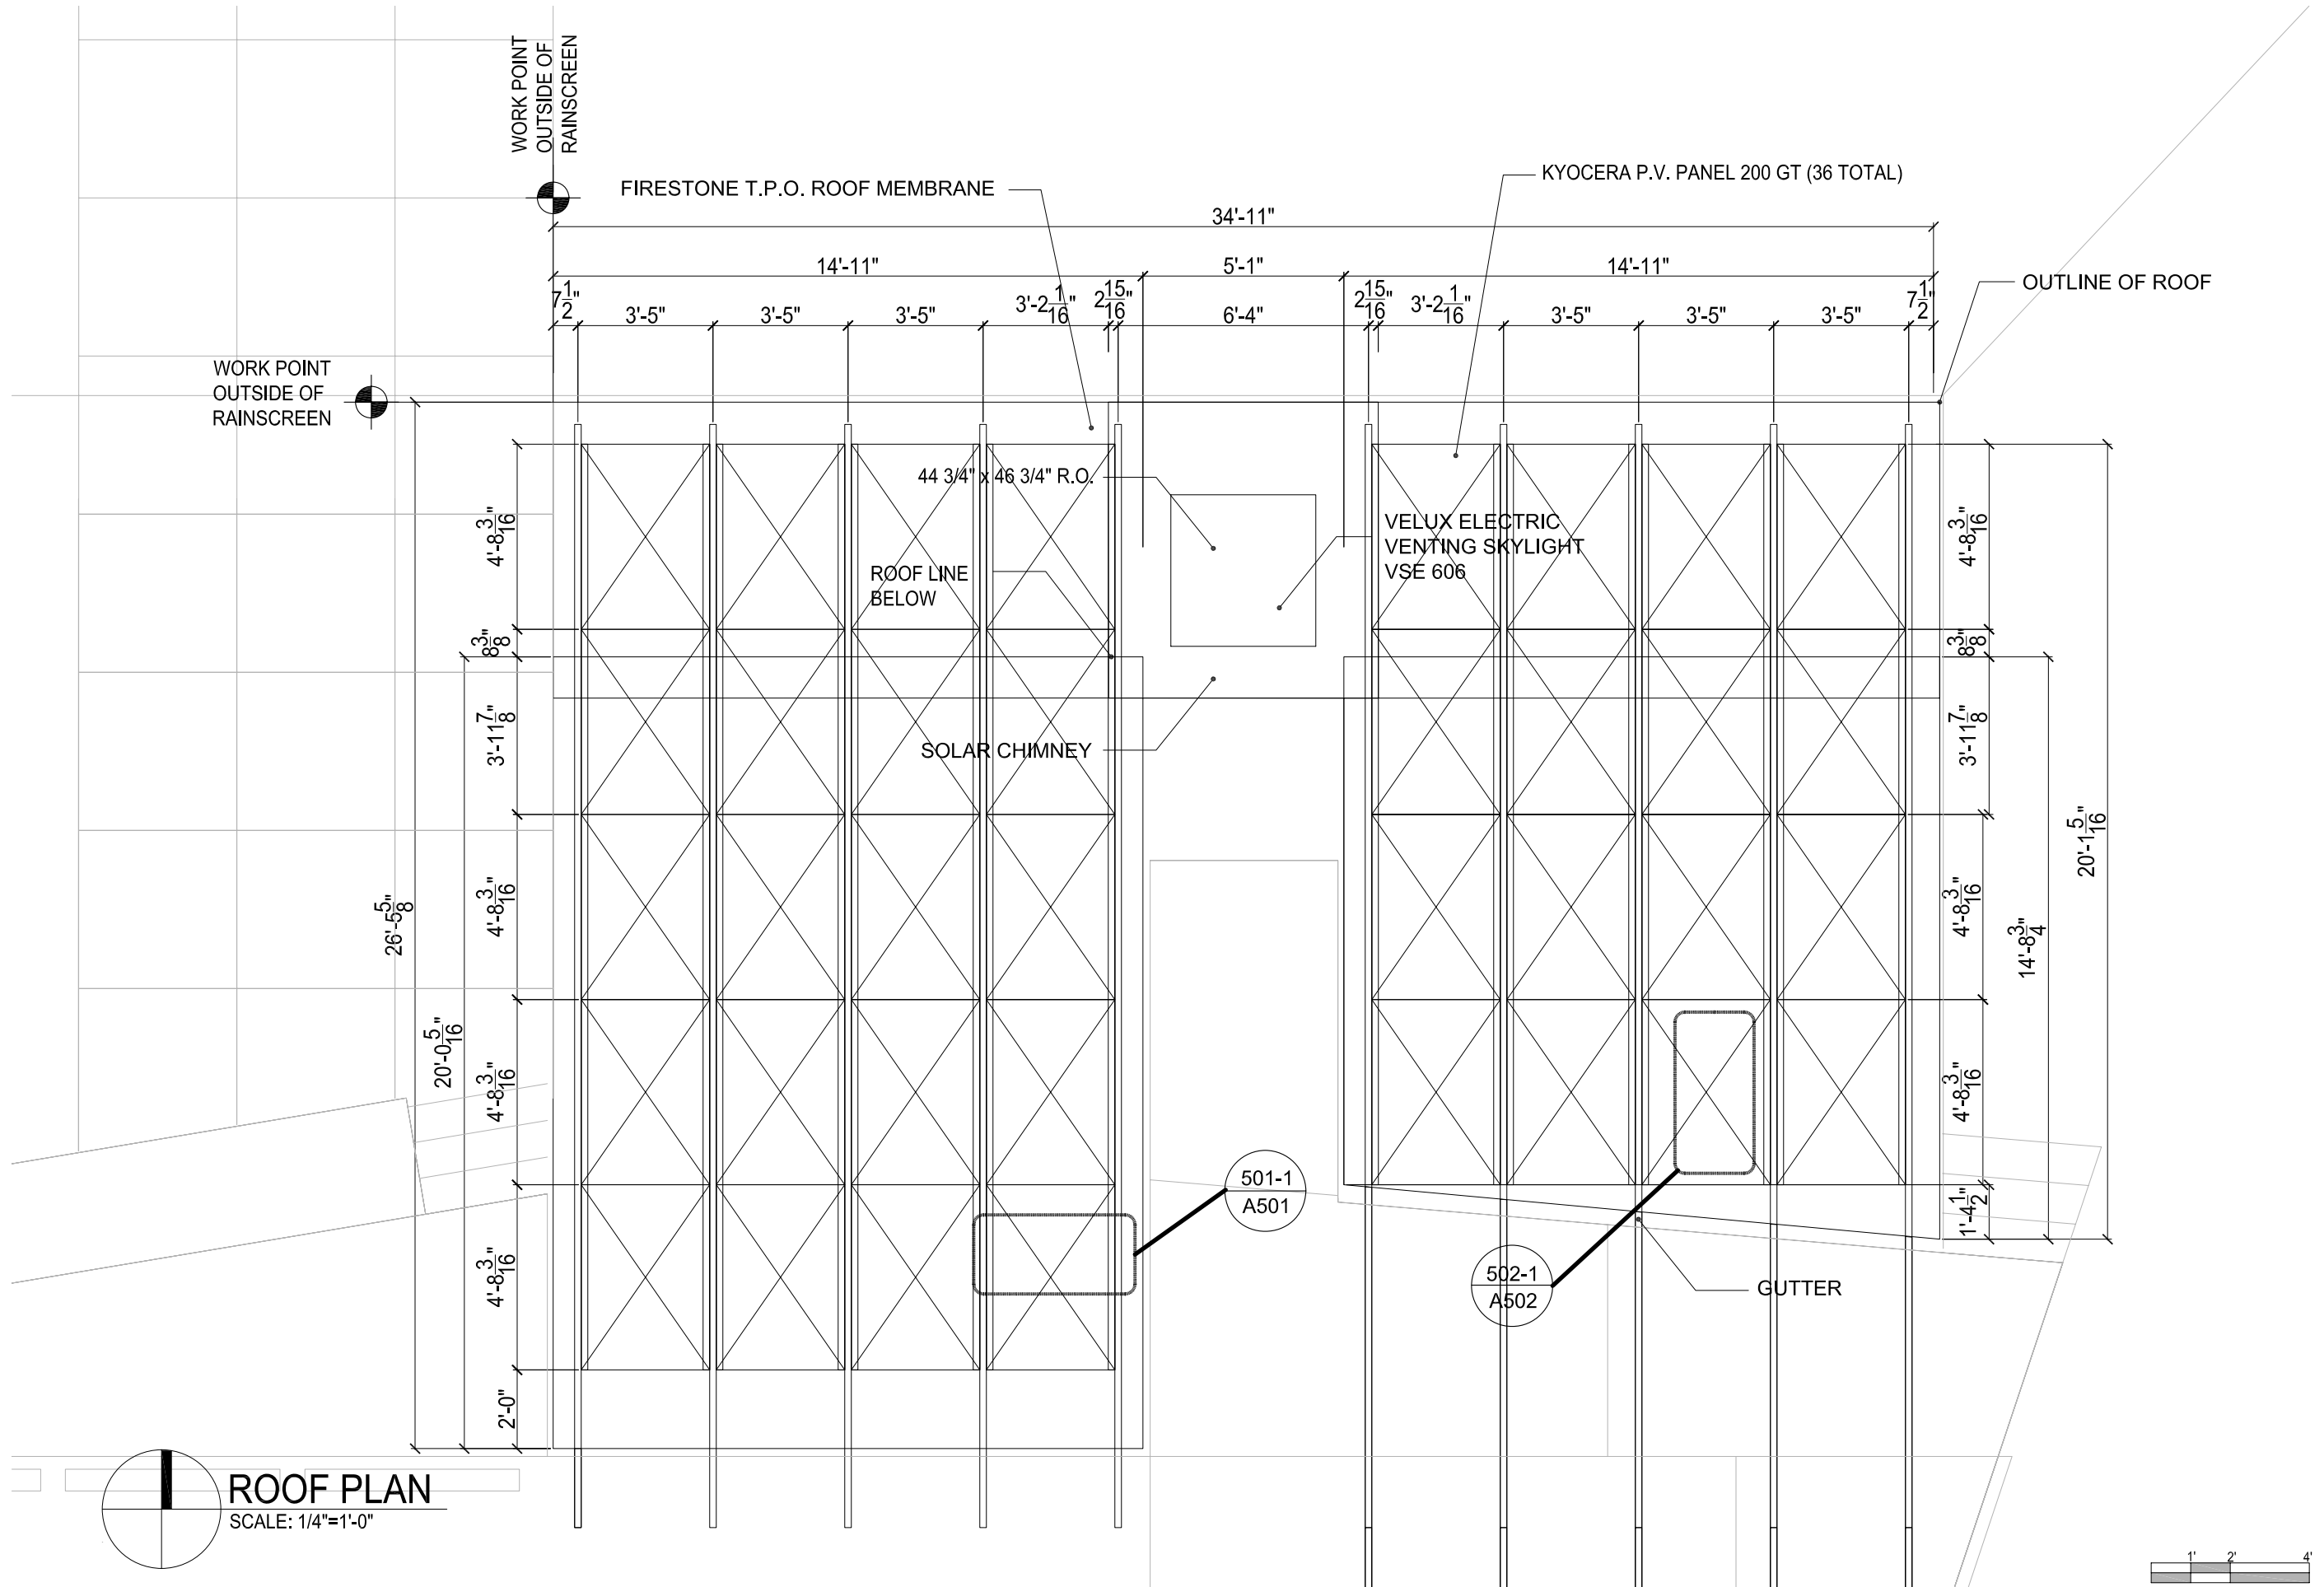 WORK POINT
OUTSIDE OF
RAINSCREEN
FIRESTONE T.P.O. ROOF MEMBRANE
KYOCERA P.V. PANEL 200 GT (36 TOTAL)
34'-11"
14'-11"
5'-1"
14'-11"
OUTLINE OF ROOF
7 1/2"
3'-5"
3'-5"
3'-5"
3'-2 1/16"
2 15/16"
6'-4"
2 15/16"
3'-2 1/16"
3'-5"
3'-5"
3'-5"
7 1/2"
WORK POINT
OUTSIDE OF
RAINSCREEN
44 3/4" x 46 3/4" R.O.
VELUX ELECTRIC
VENTING SKYLIGHT
VSE 606
ROOF LINE
BELOW
SOLAR CHIMNEY
4'-8 3/16"
8 3/8"
3'-11 7/8"
4'-8 3/16"
4'-8 3/16"
4'-8 3/16"
2'-0"
26'-5 5/8"
20'-0 5/16"
4'-8 3/16"
8 3/8"
3'-11 7/8"
4'-8 3/16"
4'-8 3/16"
1'-4 1/2"
14'-8 3/4"
20'-1 5/16"
501-1
A501
502-1
A502
GUTTER
ROOF PLAN
SCALE: 1/4"=1'-0"
1' 2' 4'